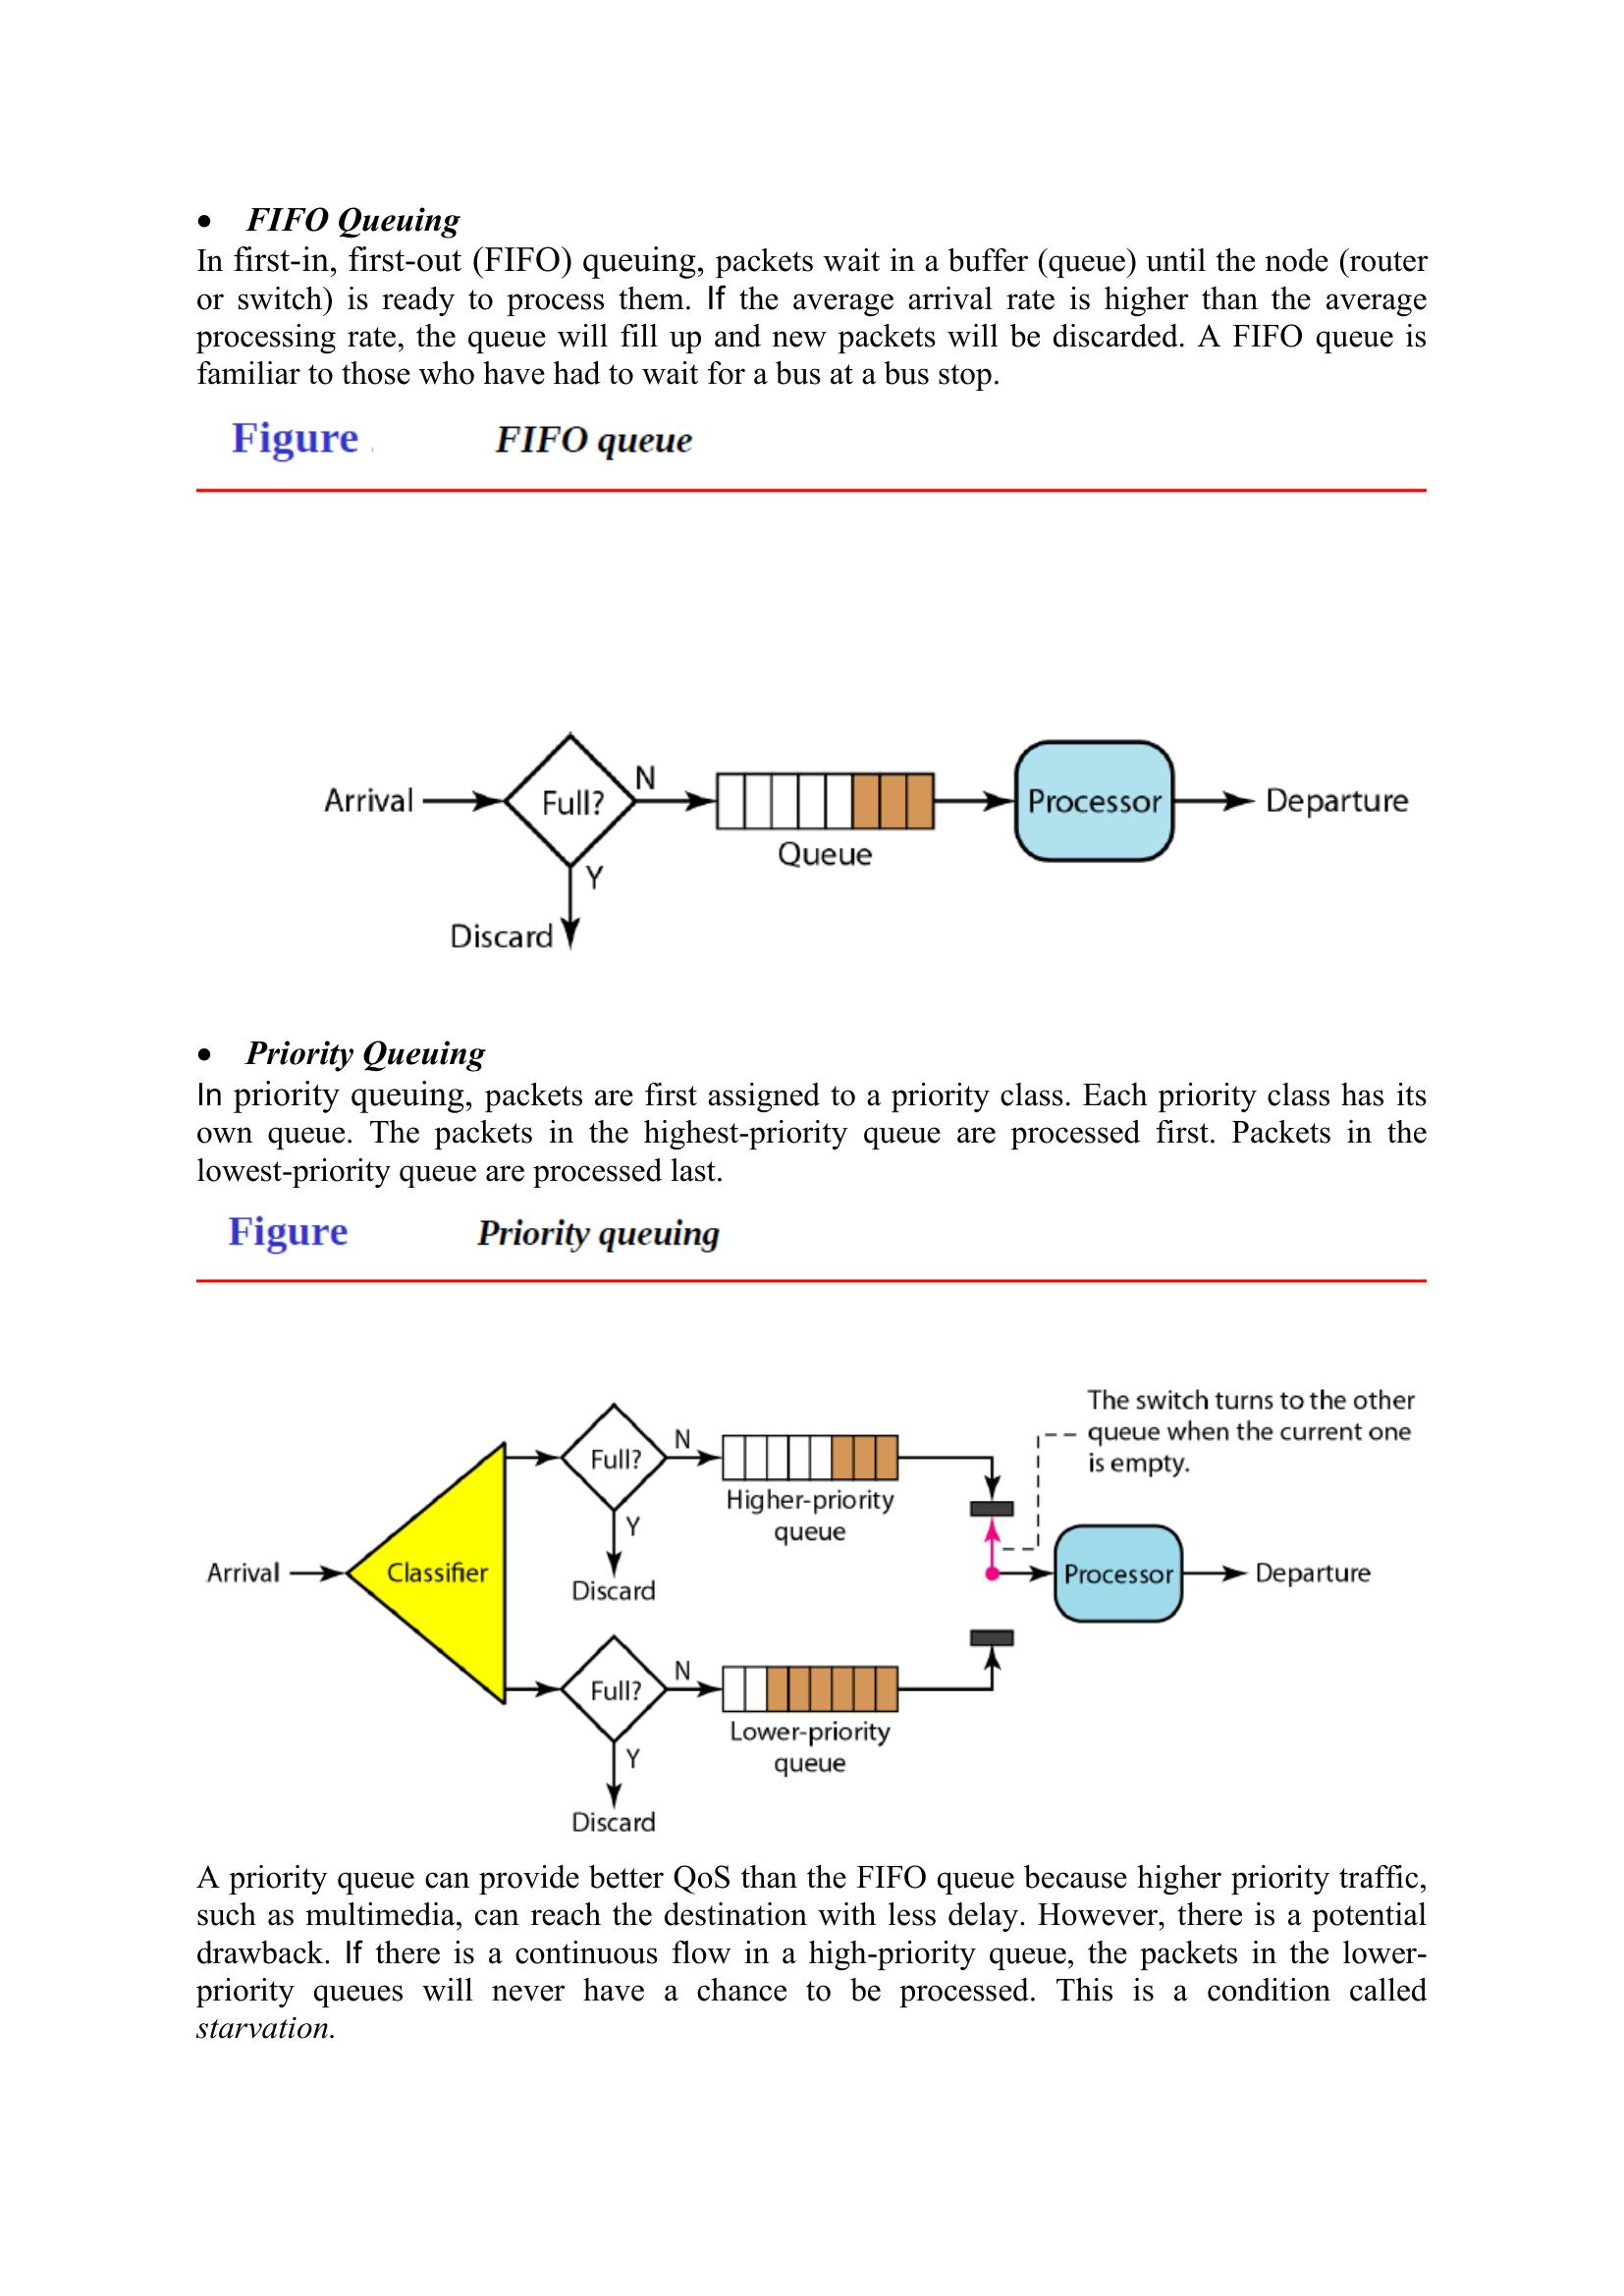 • FIFO Queuing
In first-in, first-out (FIFO) queuing, packets wait in a buffer (queue) until the node (router
or switch) is ready to process them. If the average arrival rate is higher than the average
processing rate, the queue will fill up and new packets will be discarded. A FIFO queue is
familiar to those who have had to wait for a bus at a bus stop.
Figure FIFO queue
Arrival
Full?
N
Y
Discard
Queue
Processor
Departure
• Priority Queuing
In priority queuing, packets are first assigned to a priority class. Each priority class has its
own queue. The packets in the highest-priority queue are processed first. Packets in the
lowest-priority queue are processed last.
Figure Priority queuing
The switch turns to the other
queue when the current one
is empty.
Arrival
Classifier
Full?
N
Y
Discard
Higher-priority
queue
Processor
Departure
Full?
N
Y
Discard
Lower-priority
queue
A priority queue can provide better QoS than the FIFO queue because higher priority traffic,
such as multimedia, can reach the destination with less delay. However, there is a potential
drawback. If there is a continuous flow in a high-priority queue, the packets in the lower-
priority queues will never have a chance to be processed. This is a condition called
starvation.